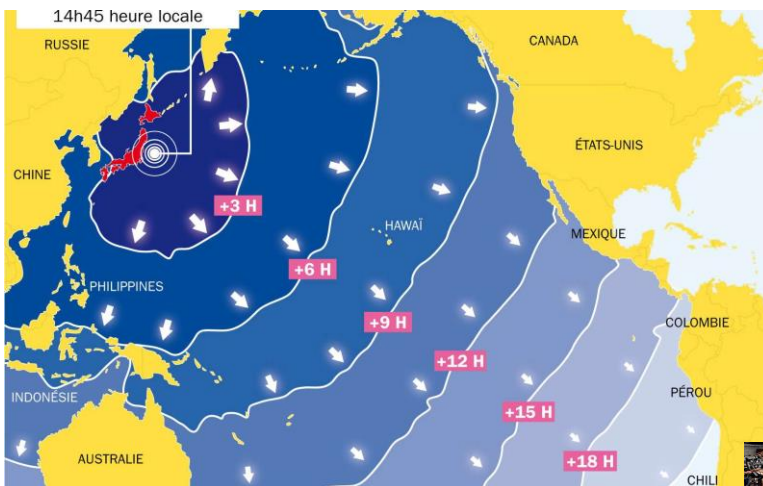 14h45 heure locale
RUSSIE
CANADA
ÉTATS-UNIS
CHINE
+3 H
HAWAÏ
MEXIQUE
+6 H
PHILIPPINES
+9 H
COLOMBIE
+12 H
INDONÉSIE
PÉROU
+15 H
AUSTRALIE
+18 H
CHILI